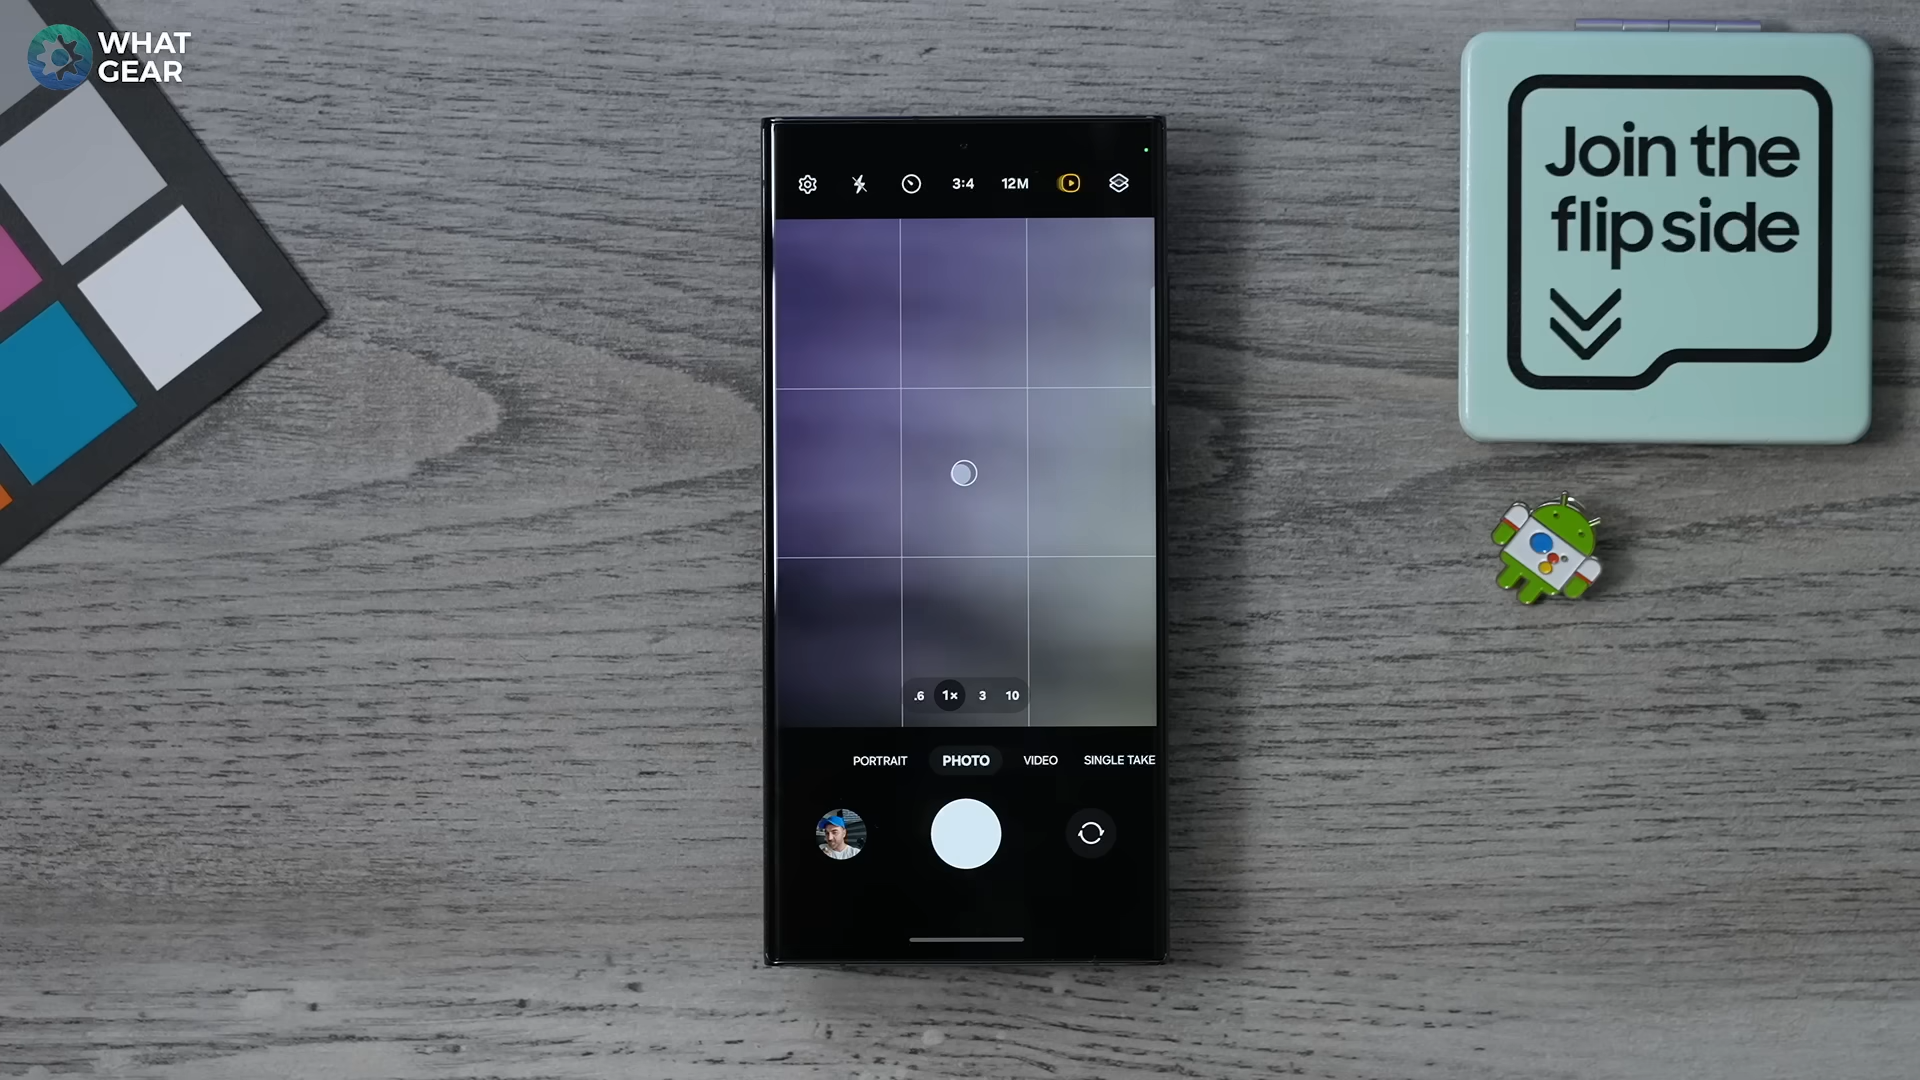 WHAT
GEAR
Join the
flip side
3:4
12M
.6
1×
3
10
PORTRAIT
PHOTO
VIDEO
SINGLE TAKE